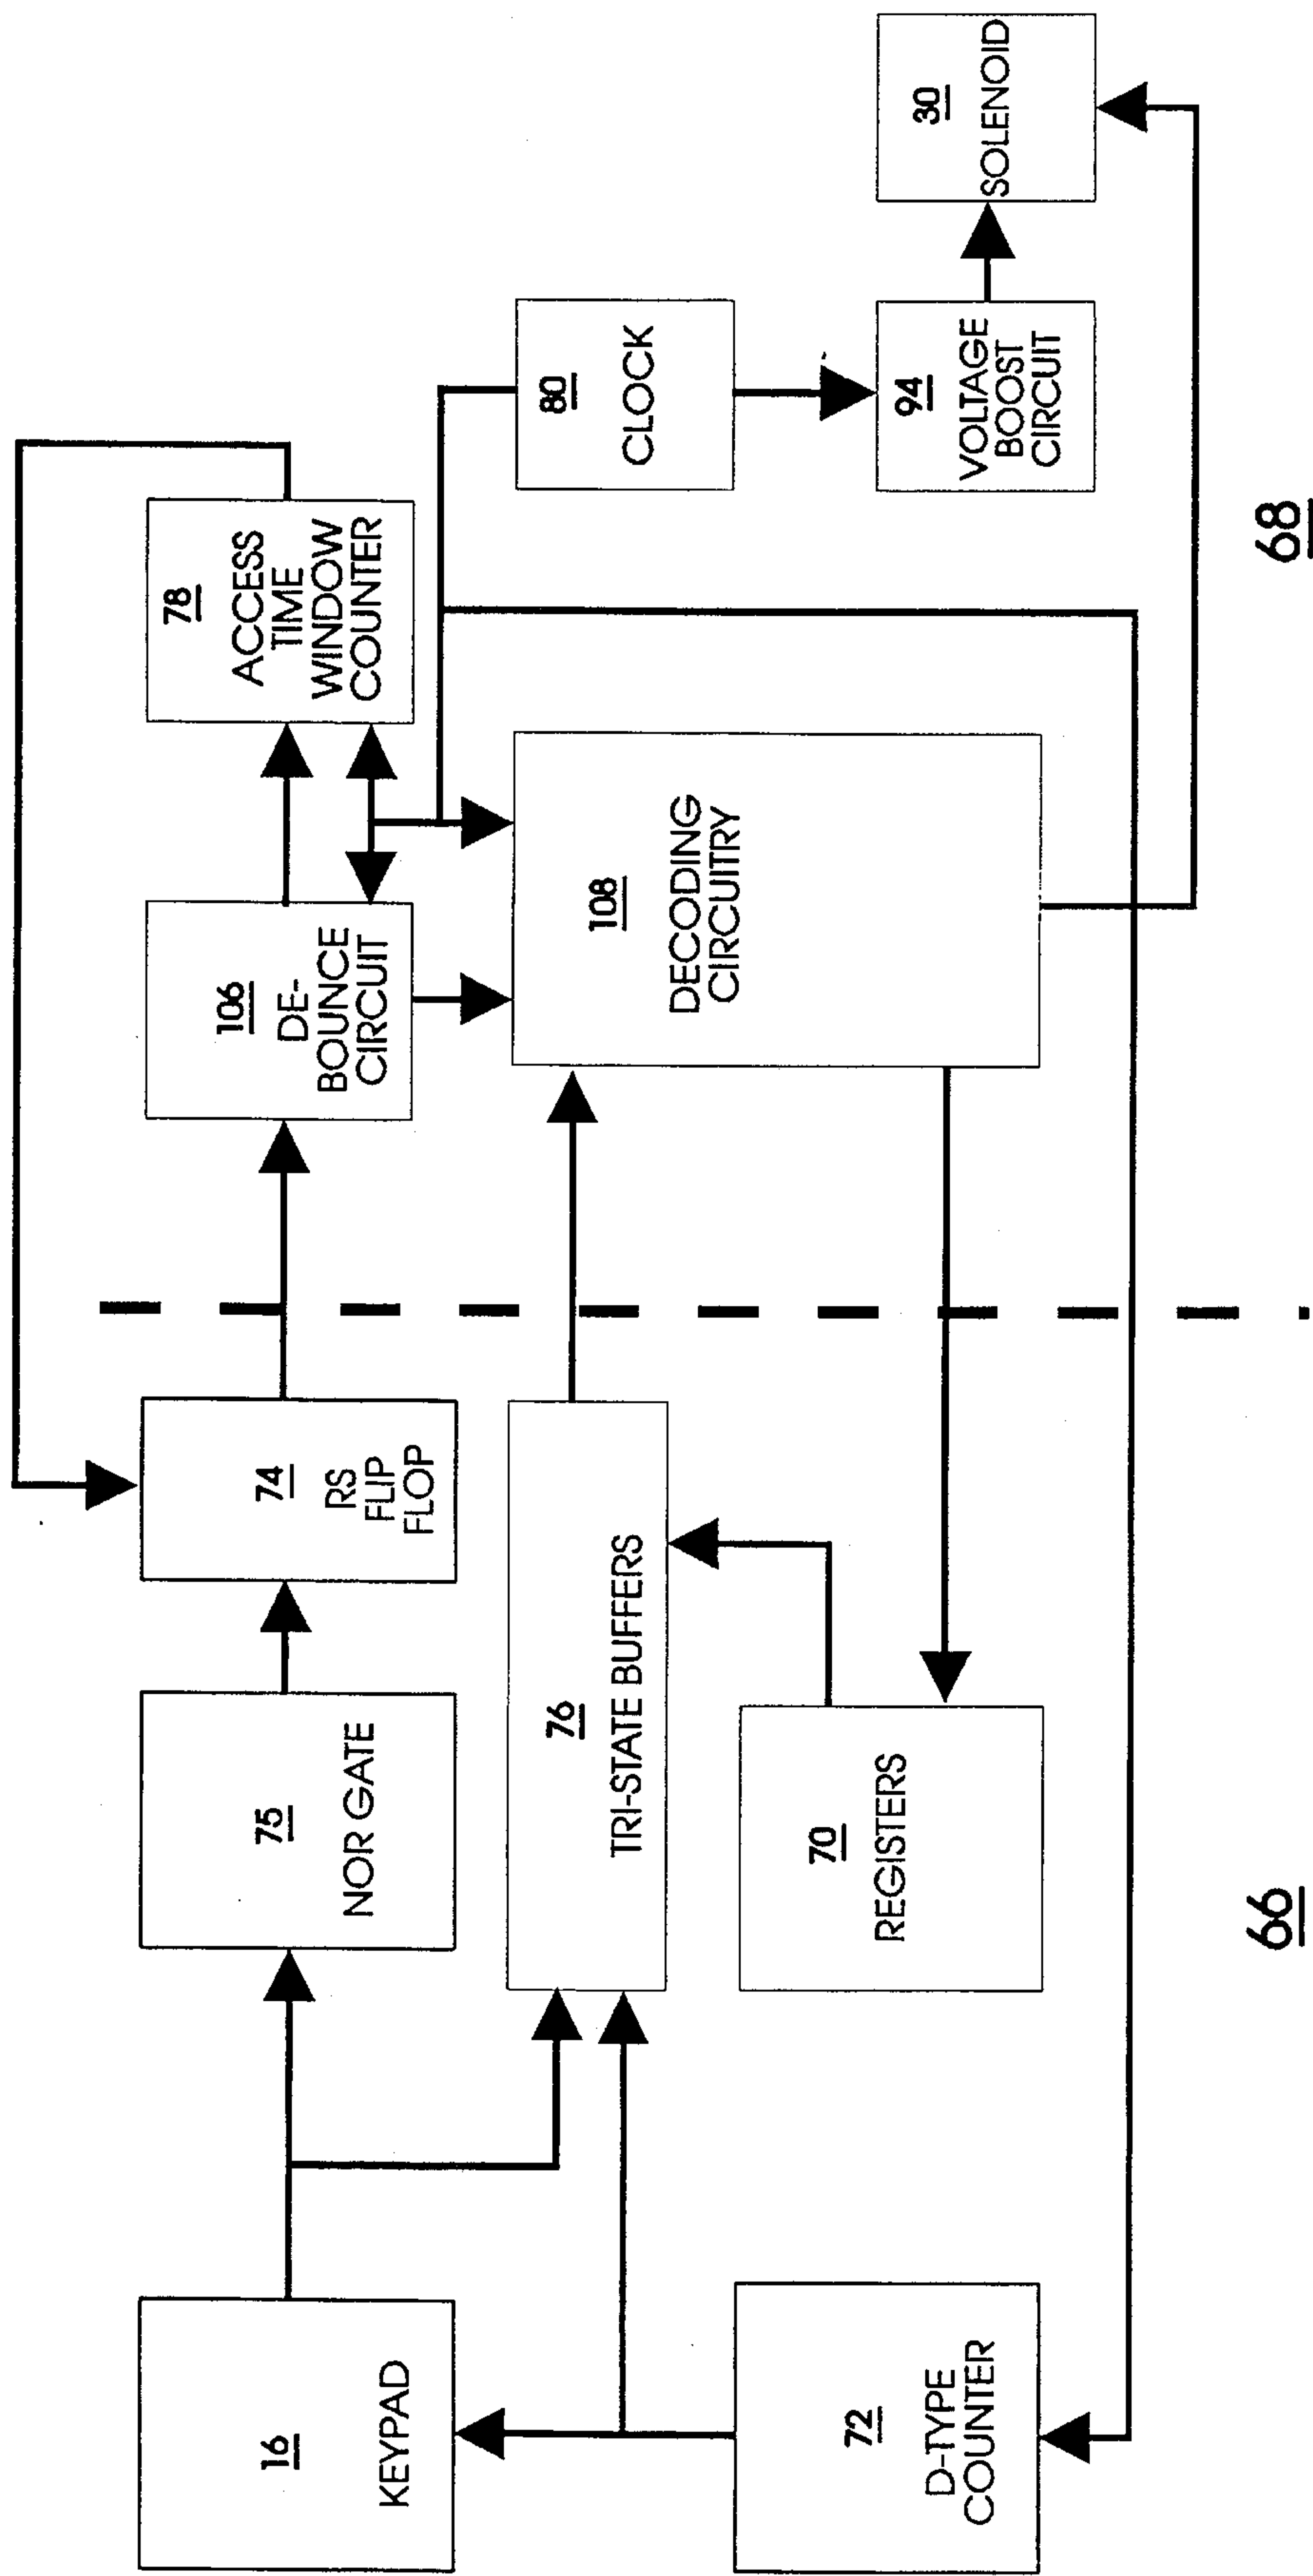 16
KEYPAD
75
NOR GATE
74
RS
FLIP
FLOP
106
DE-
BOUNCE
CIRCUIT
78
ACCESS
TIME
WINDOW
COUNTER
76
TRI-STATE BUFFERS
108
DECODING
CIRCUITRY
80
CLOCK
72
D-TYPE
COUNTER
70
REGISTERS
94
VOLTAGE
BOOST
CIRCUIT
30
SOLENOID
66
68